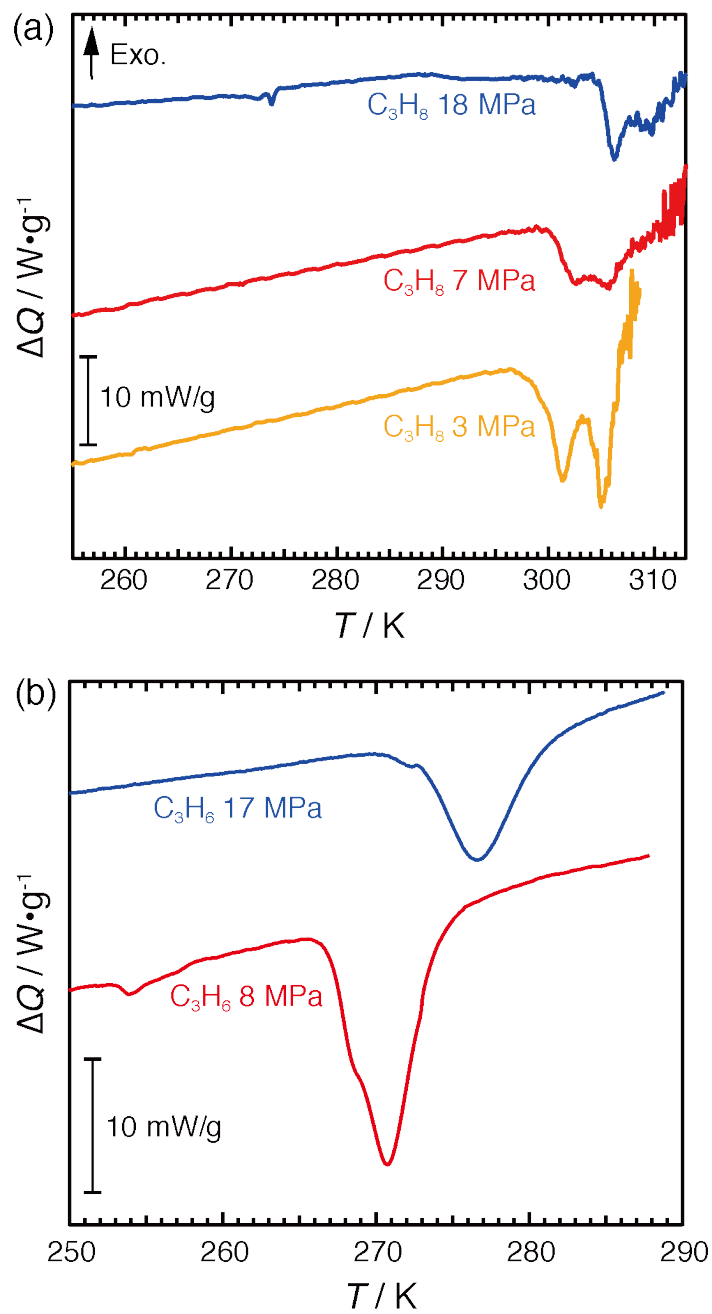 (a)
Exo.
C₃H₈ 18 MPa
C₃H₈ 7 MPa
ΔQ / W•g⁻¹
10 mW/g
C₃H₈ 3 MPa
260 270 280 290 300 310
T / K
(b)
C₃H₆ 17 MPa
ΔQ / W•g⁻¹
C₃H₆ 8 MPa
10 mW/g
250 260 270 280 290
T / K